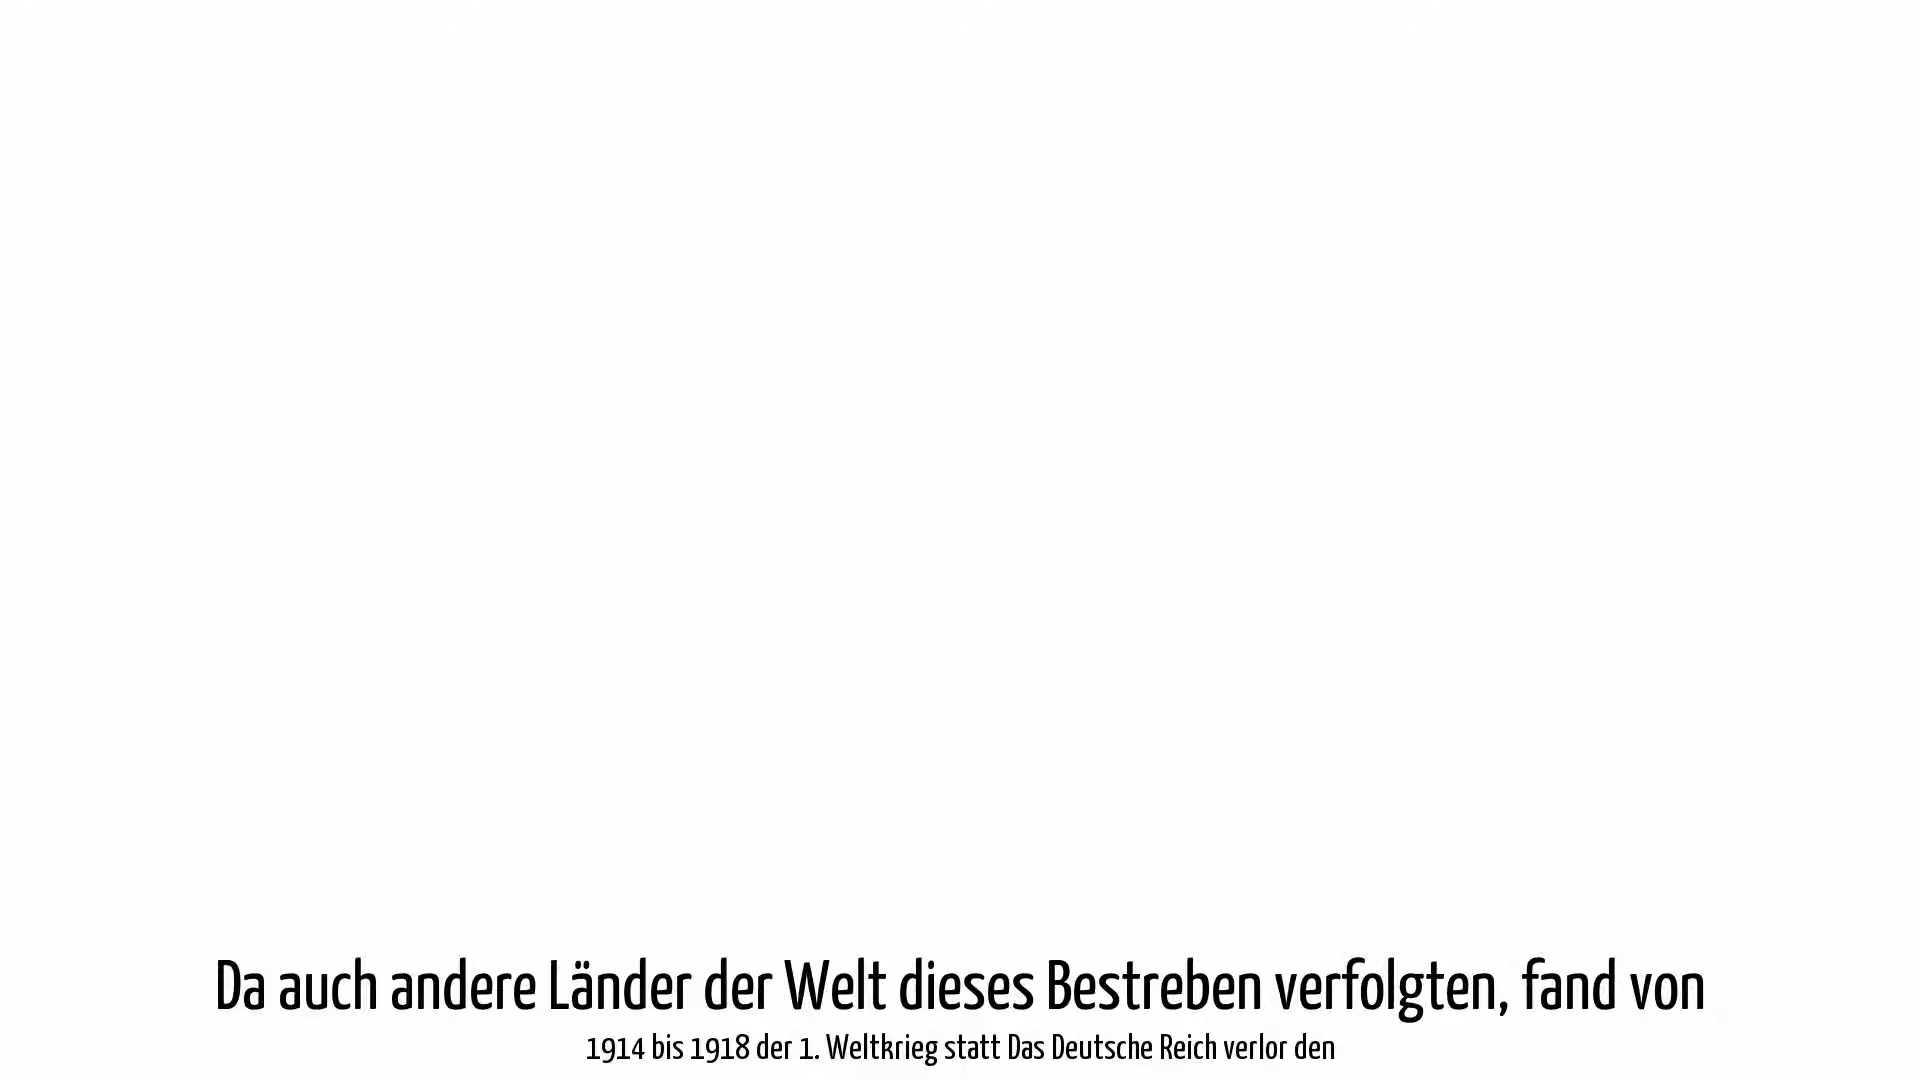 Da auch andere Länder der Welt dieses Bestreben verfolgten, fand von
1914 bis 1918 der 1. Weltkrieg statt Das Deutsche Reich verlor den